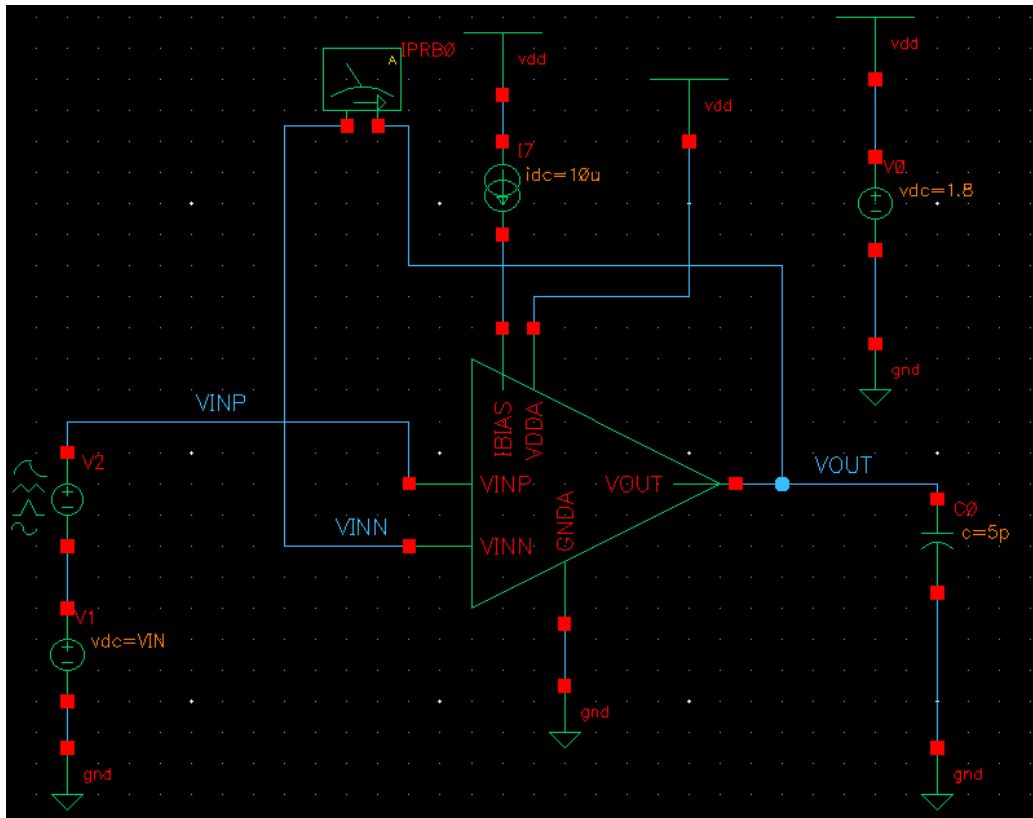 IPRB0
A
vdd
vdd
vdd
I7
idc=10u
V0
vdc=1.8
gnd
VINP
IBIAS
VDDA
V2
VINP
VOUT
VOUT
GNDA
C0
c=5p
VINN
VINN
V1
vdc=VIN
gnd
gnd
gnd